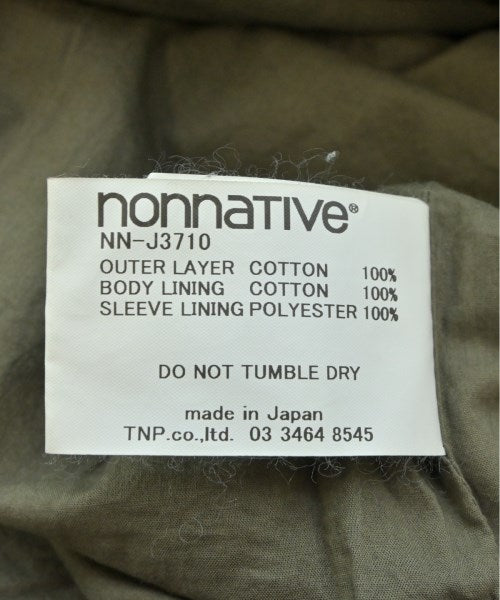 nonnative®
NN-J3710
OUTER LAYER COTTON 100%
BODY LINING COTTON 100%
SLEEVE LINING POLYESTER 100%
DO NOT TUMBLE DRY
made in Japan
TNP.co.,ltd. 03 3464 8545